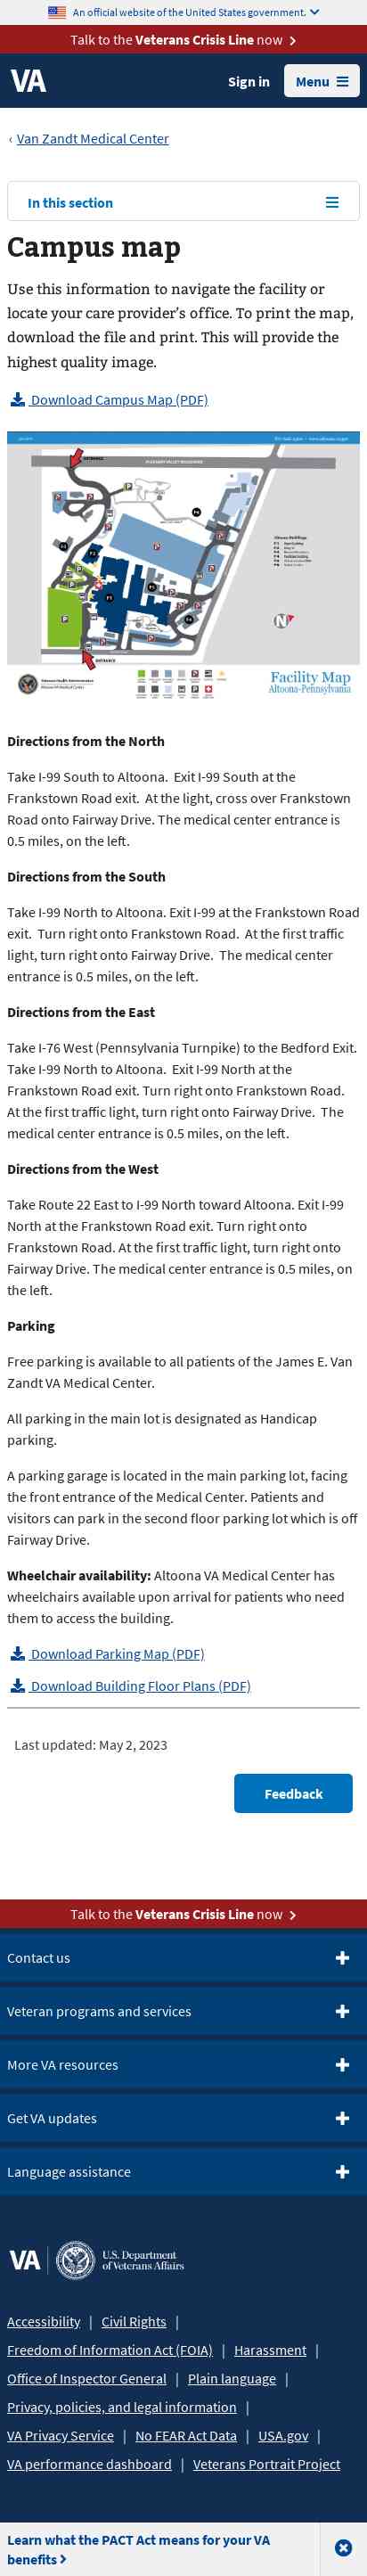 An official website of the United States government.
Talk to the Veterans Crisis Line now
VA
Sign in
Menu
‹ Van Zandt Medical Center
In this section
Campus map
Use this information to navigate the facility or
locate your care provider’s office. To print the map,
download the file and print. This will provide the
highest quality image.
Download Campus Map (PDF)
ENTRANCE
ENTRANCE
Facility Map
Altoona-Pennsylvania
Directions from the North
Take I-99 South to Altoona.  Exit I-99 South at the
Frankstown Road exit.  At the light, cross over Frankstown
Road onto Fairway Drive. The medical center entrance is
0.5 miles, on the left.
Directions from the South
Take I-99 North to Altoona. Exit I-99 at the Frankstown Road
exit.  Turn right onto Frankstown Road.  At the first traffic
light, turn right onto Fairway Drive.  The medical center
entrance is 0.5 miles, on the left.
Directions from the East
Take I-76 West (Pennsylvania Turnpike) to the Bedford Exit.
Take I-99 North to Altoona.  Exit I-99 North at the
Frankstown Road exit. Turn right onto Frankstown Road.
At the first traffic light, turn right onto Fairway Drive.  The
medical center entrance is 0.5 miles, on the left.
Directions from the West
Take Route 22 East to I-99 North toward Altoona. Exit I-99
North at the Frankstown Road exit. Turn right onto
Frankstown Road. At the first traffic light, turn right onto
Fairway Drive. The medical center entrance is 0.5 miles, on
the left.
Parking
Free parking is available to all patients of the James E. Van
Zandt VA Medical Center.
All parking in the main lot is designated as Handicap
parking.
A parking garage is located in the main parking lot, facing
the front entrance of the Medical Center. Patients and
visitors can park in the second floor parking lot which is off
Fairway Drive.
Wheelchair availability: Altoona VA Medical Center has
wheelchairs available upon arrival for patients who need
them to access the building.
Download Parking Map (PDF)
Download Building Floor Plans (PDF)
Last updated: May 2, 2023
Feedback
Talk to the Veterans Crisis Line now
Contact us
Veteran programs and services
More VA resources
Get VA updates
Language assistance
VA | U.S. Department
of Veterans Affairs
Accessibility | Civil Rights |
Freedom of Information Act (FOIA) | Harassment |
Office of Inspector General | Plain language |
Privacy, policies, and legal information |
VA Privacy Service | No FEAR Act Data | USA.gov |
VA performance dashboard | Veterans Portrait Project
Learn what the PACT Act means for your VA
benefits